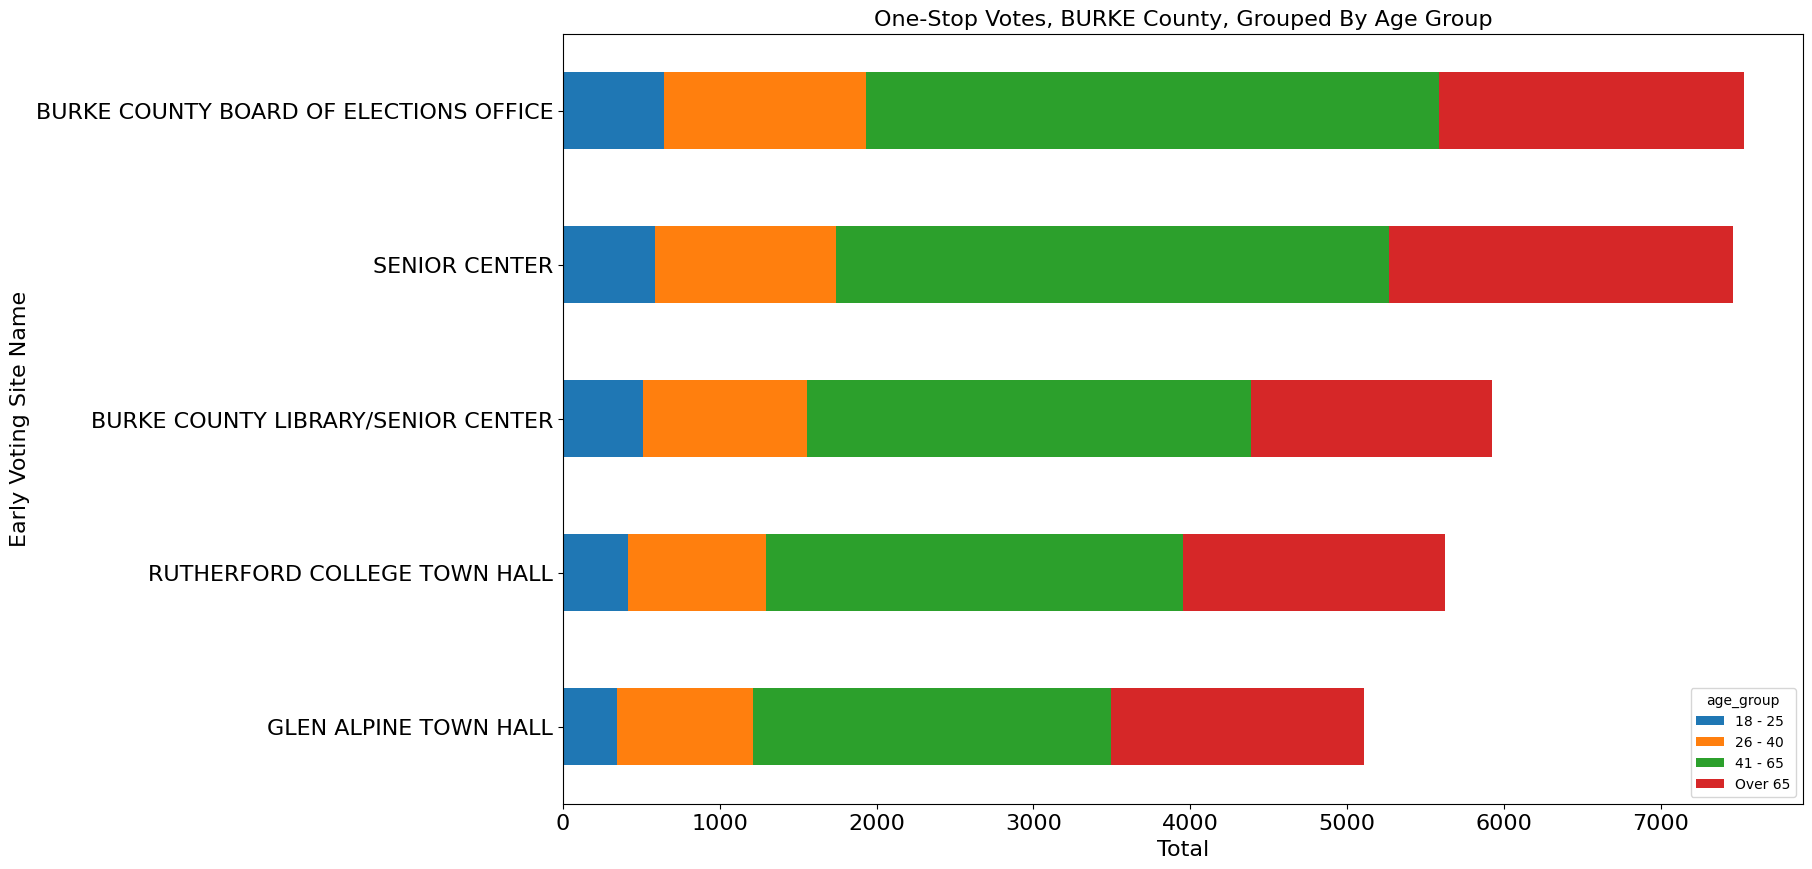 One-Stop Votes, BURKE County, Grouped By Age Group
Early Voting Site Name
BURKE COUNTY BOARD OF ELECTIONS OFFICE
SENIOR CENTER
BURKE COUNTY LIBRARY/SENIOR CENTER
RUTHERFORD COLLEGE TOWN HALL
GLEN ALPINE TOWN HALL
age_group
18 - 25
26 - 40
41 - 65
Over 65
0 1000 2000 3000 4000 5000 6000 7000
Total